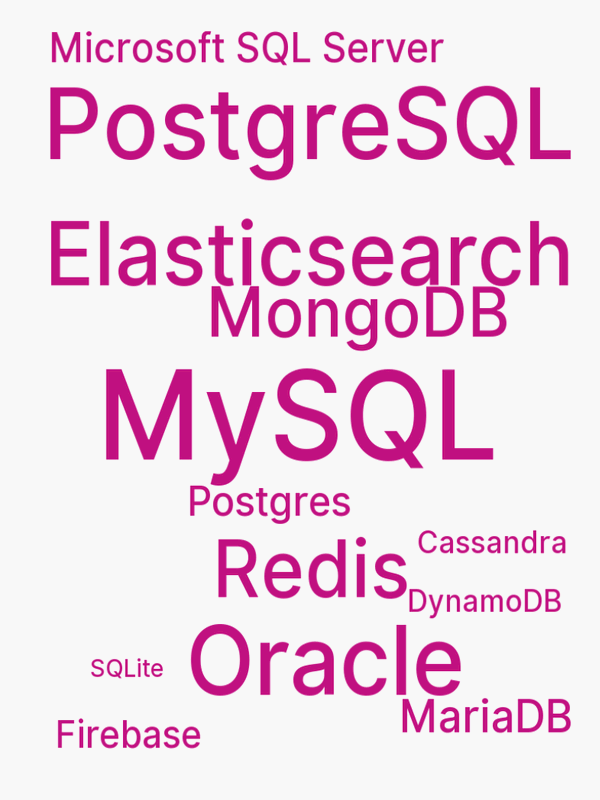 Microsoft SQL Server
PostgreSQL
Elasticsearch
MongoDB
MySQL
Postgres
Cassandra
Redis
DynamoDB
Oracle
SQLite
MariaDB
Firebase